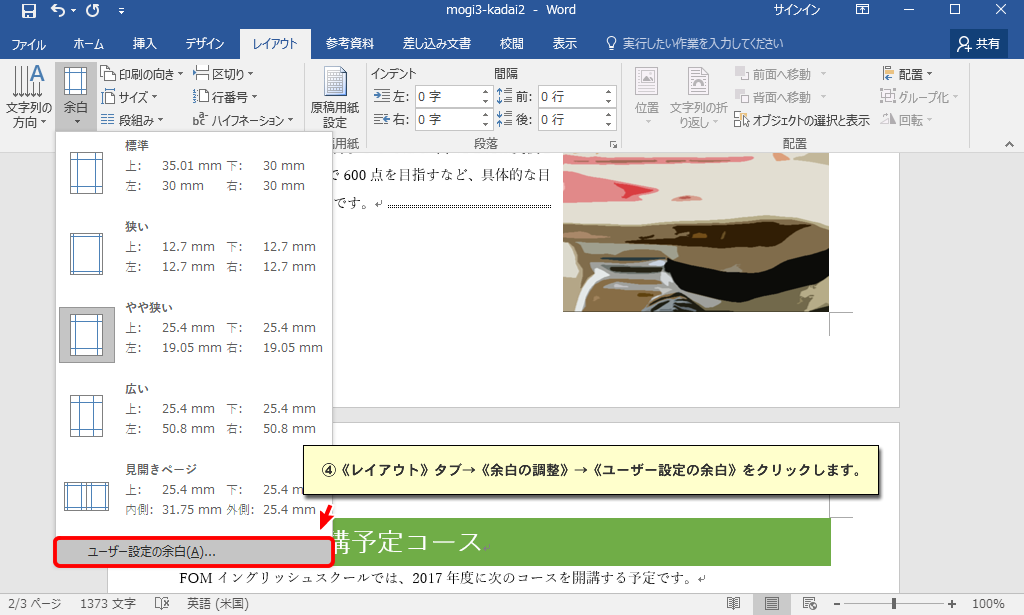 mogi3-kadai2 - Word
サインイン
ファイル ホーム 挿入 デザイン レイアウト 参考資料 差し込み文書 校閲 表示 実行したい作業を入力してください 共有
文字列の方向
余白
印刷の向き
サイズ
段組み
区切り
行番号
ハイフネーション
原稿用紙設定
用紙
インデント
左: 0 字
右: 0 字
間隔
前: 0 行
後: 0 行
段落
位置
文字列の折り返し
前面へ移動
背面へ移動
オブジェクトの選択と表示
配置
グループ化
回転
配置
標準
上: 35.01 mm 下: 30 mm
左: 30 mm 右: 30 mm
狭い
上: 12.7 mm 下: 12.7 mm
左: 12.7 mm 右: 12.7 mm
やや狭い
上: 25.4 mm 下: 25.4 mm
左: 19.05 mm 右: 19.05 mm
広い
上: 25.4 mm 下: 25.4 mm
左: 50.8 mm 右: 50.8 mm
見開きページ
上: 25.4 mm 下: 25.4 m
内側: 31.75 mm 外側: 25.4 mm
ユーザー設定の余白(A)...
で 600 点を目指すなど、具体的な目
です。
④《レイアウト》タブ→《余白の調整》→《ユーザー設定の余白》をクリックします。
講予定コース
FOM イングリッシュスクールでは、2017 年度に次のコースを開講する予定です。
2/3 ページ 1373 文字 英語 (米国) 100%